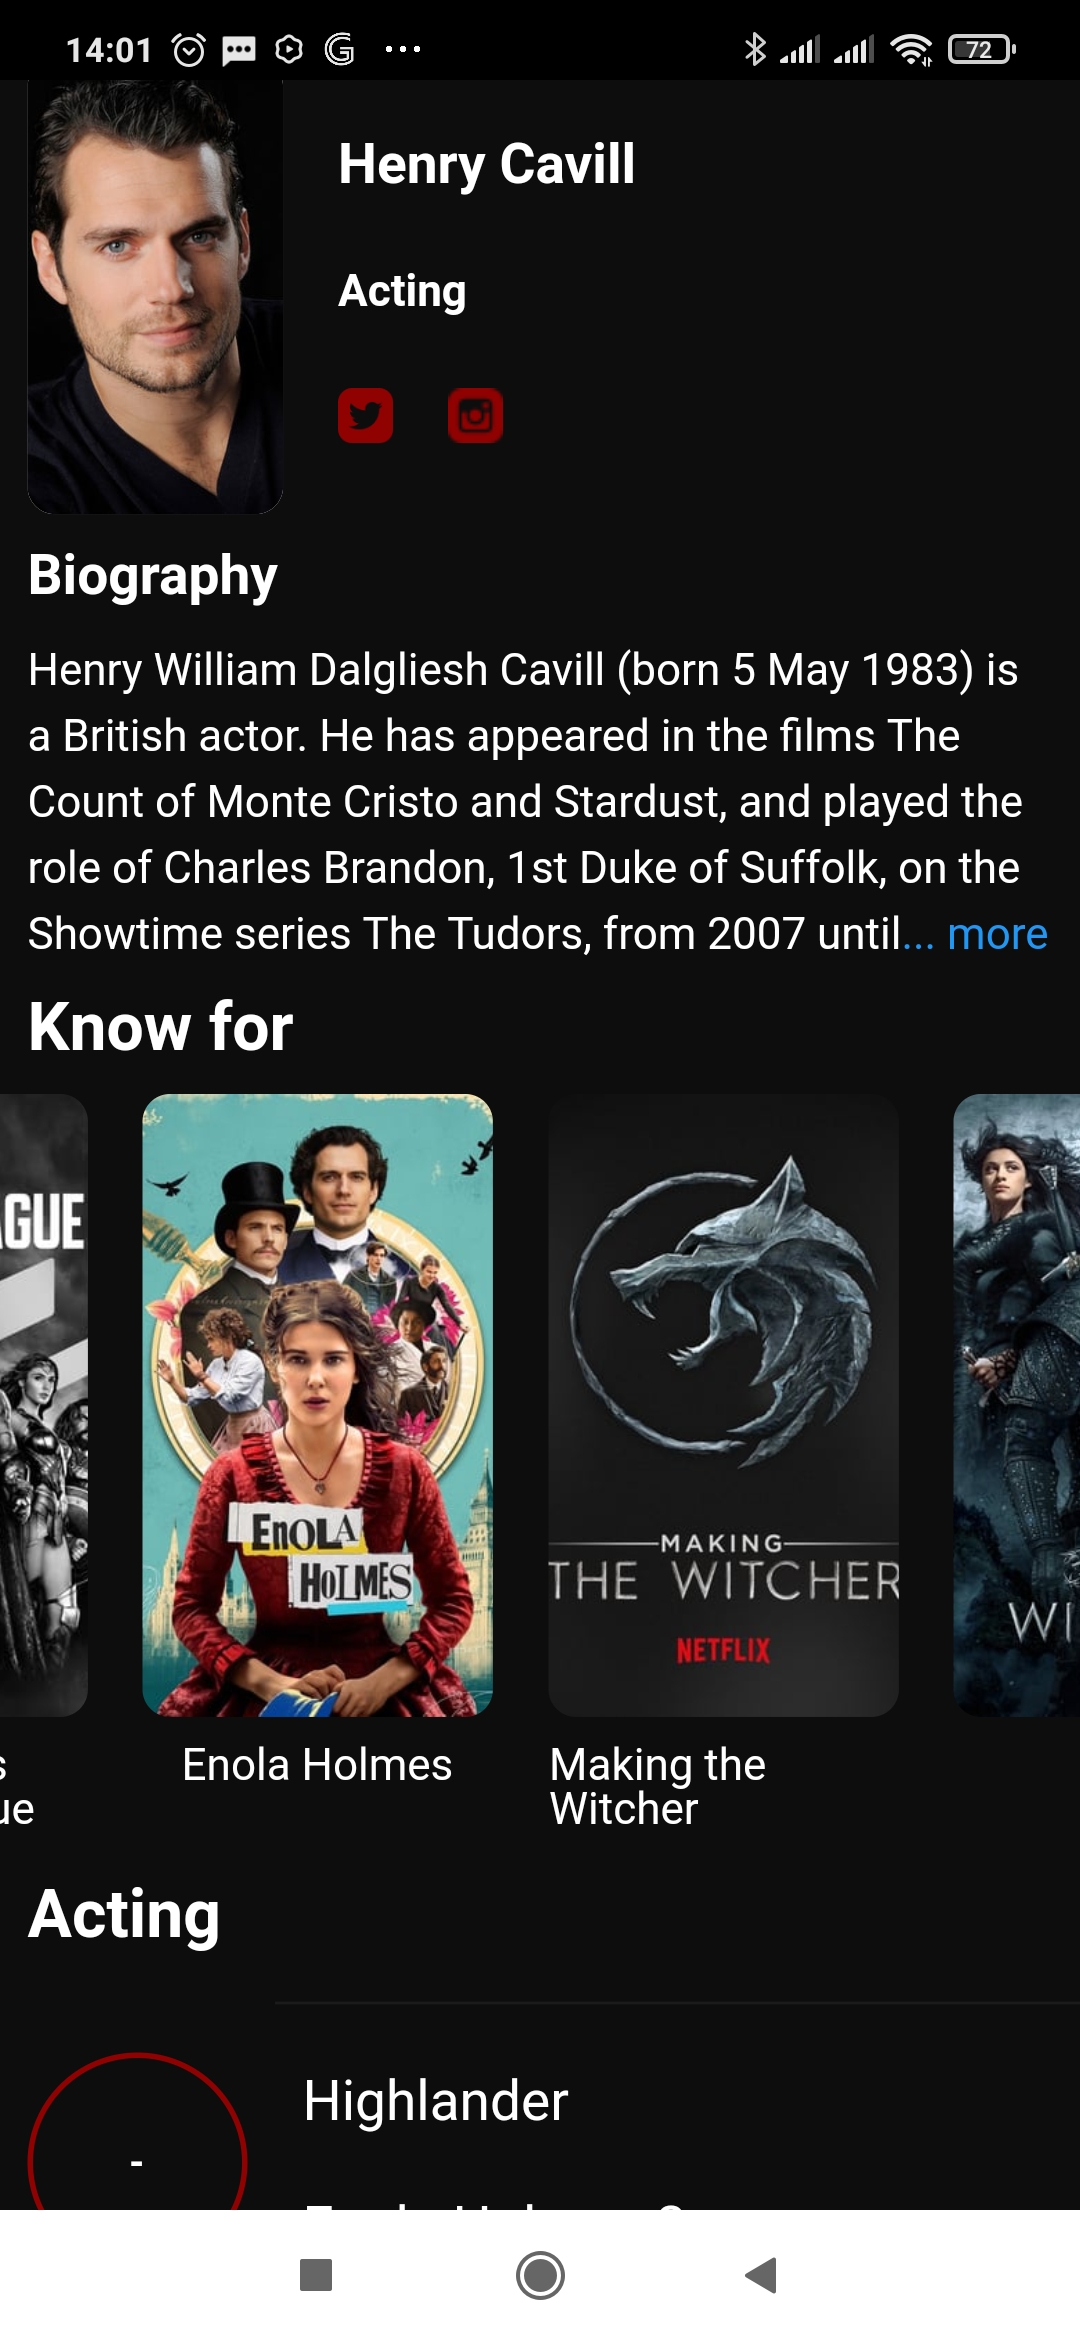 14:01
72
Henry Cavill
Acting
Biography
Henry William Dalgliesh Cavill (born 5 May 1983) is
a British actor. He has appeared in the films The
Count of Monte Cristo and Stardust, and played the
role of Charles Brandon, 1st Duke of Suffolk, on the
Showtime series The Tudors, from 2007 until... more
Know for
AGUE
ENOLA
HOLMES
MAKING
THE WITCHER
NETFLIX
WI
s
ue
Enola Holmes
Making the
Witcher
Acting
-
Highlander